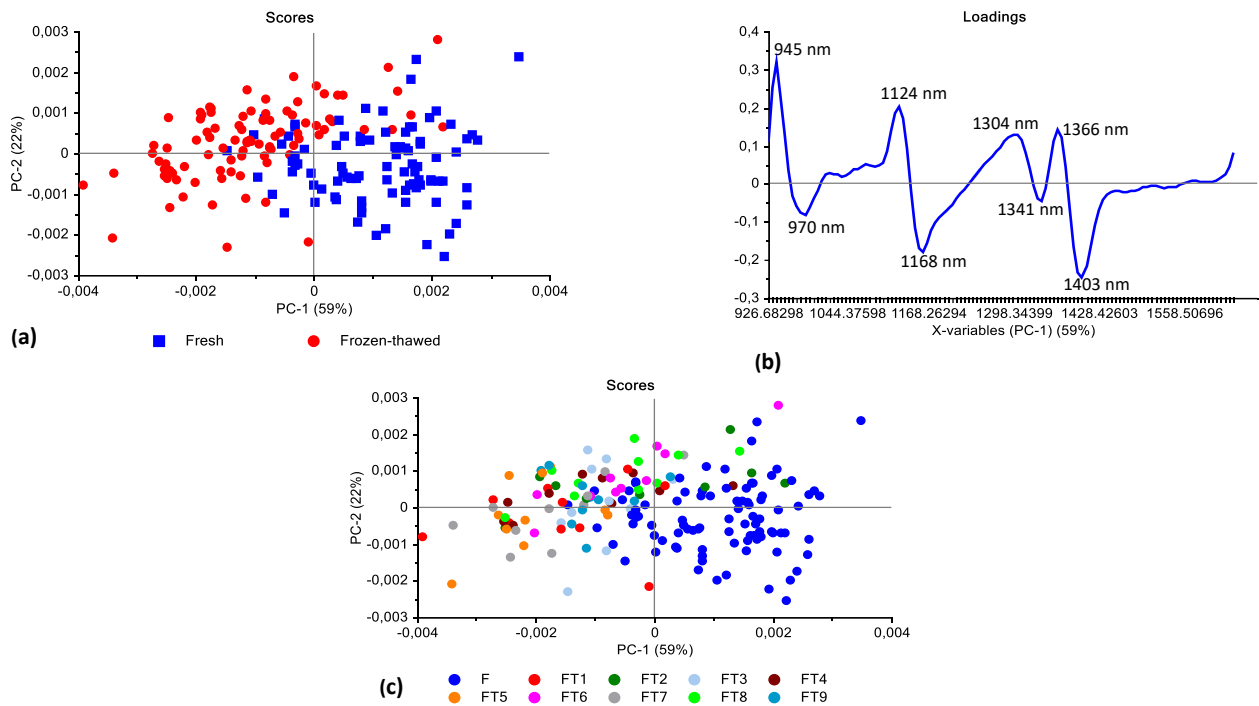 Scores
0,003
0,002
0,001
0
-0,001
-0,002
-0,003
PC-2 (22%)
-0,004 -0,002 0 0,002 0,004
PC-1 (59%)
(a)
Fresh Frozen-thawed
Loadings
0,4
0,3
0,2
0,1
0
-0,1
-0,2
-0,3
945 nm
1124 nm
1304 nm
1366 nm
970 nm
1168 nm
1341 nm
1403 nm
926.68298 1044.37598 1168.26294 1298.34399 1428.42603 1558.50696
X-variables (PC-1) (59%)
(b)
Scores
0,003
0,002
0,001
0
-0,001
-0,002
-0,003
PC-2 (22%)
-0,004 -0,002 0 0,002 0,004
PC-1 (59%)
(c)
F FT1 FT2 FT3 FT4
FT5 FT6 FT7 FT8 FT9